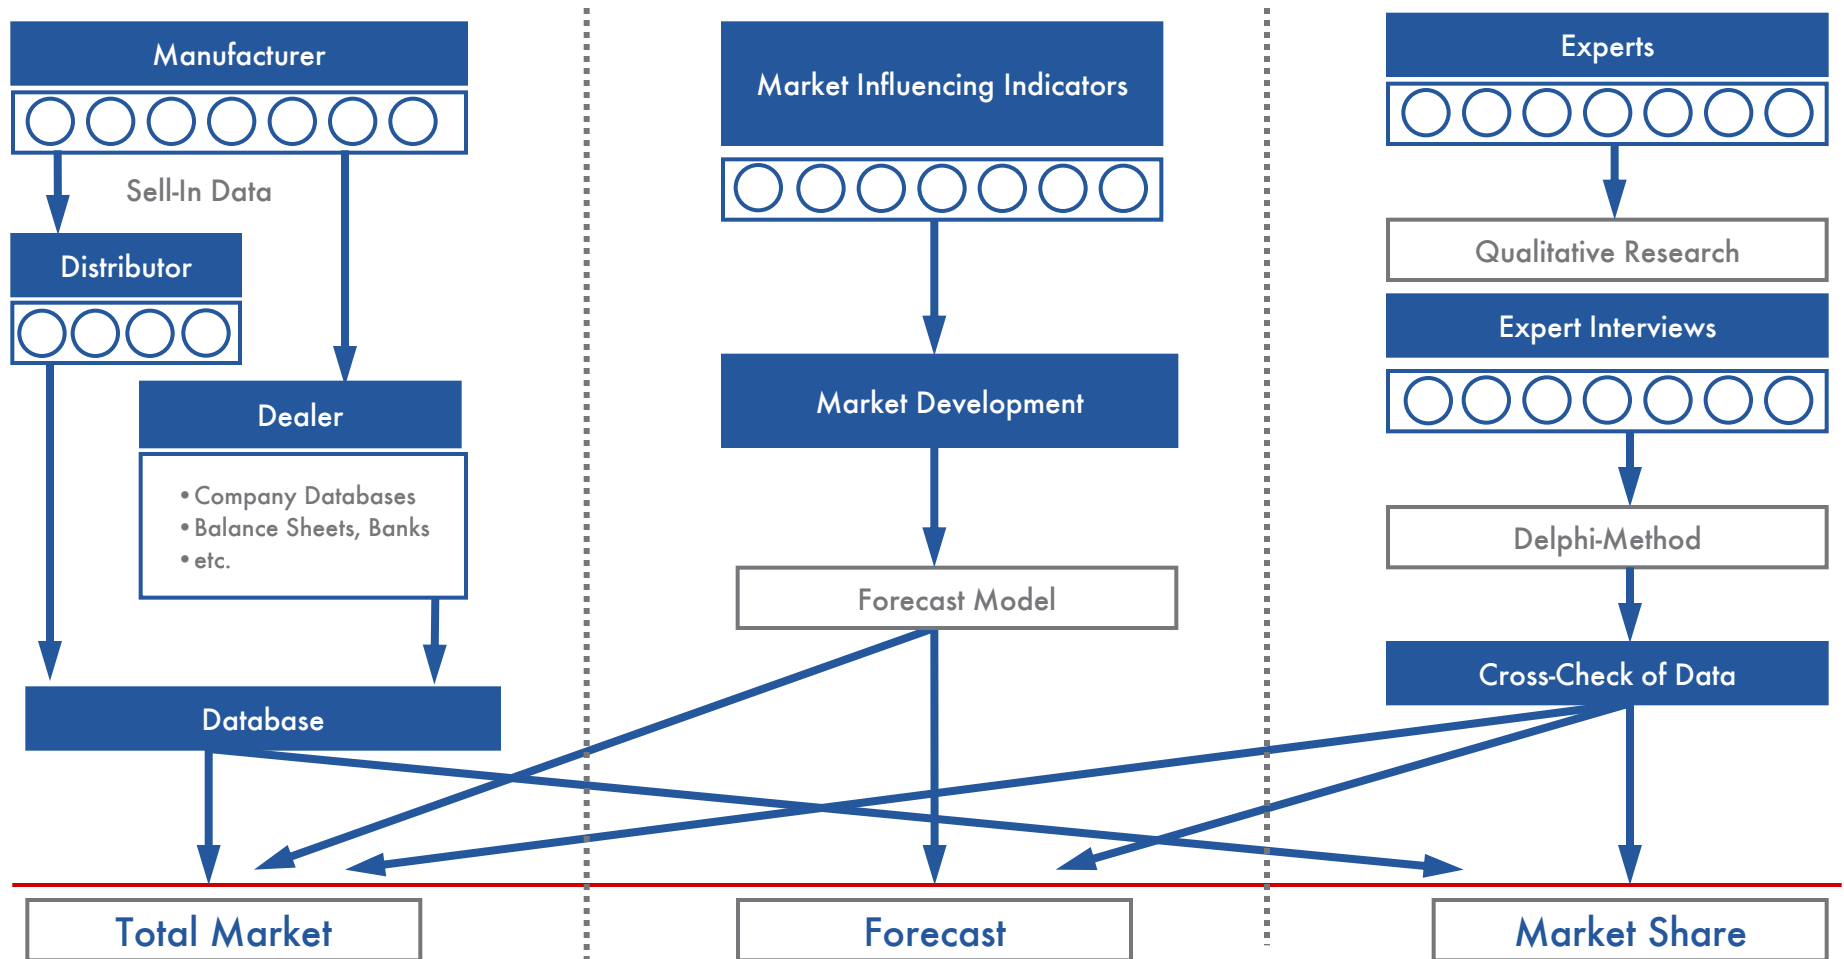 Manufacturer
Sell-In Data
Distributor
Dealer
• Company Databases
• Balance Sheets, Banks
• etc.
Database
Total Market
Market Influencing Indicators
Market Development
Forecast Model
Forecast
Experts
Qualitative Research
Expert Interviews
Delphi-Method
Cross-Check of Data
Market Share